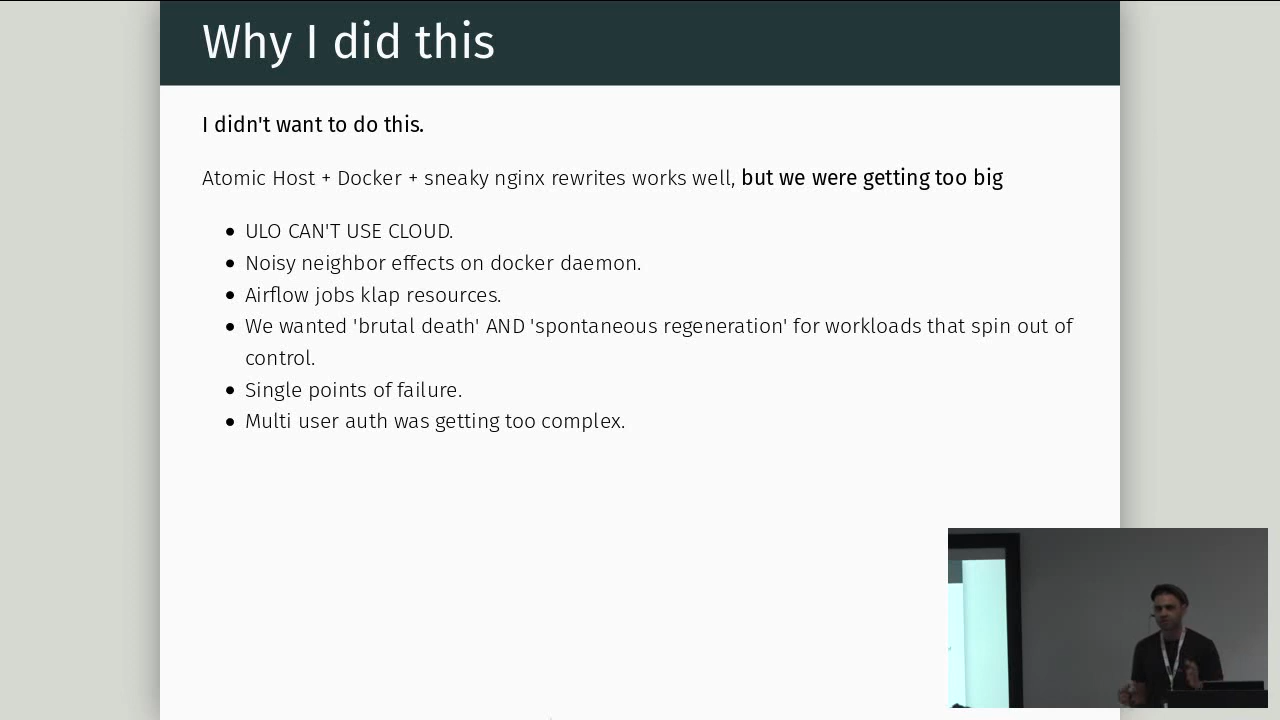 Why I did this
I didn't want to do this.
Atomic Host + Docker + sneaky nginx rewrites works well, but we were getting too big
ULO CAN'T USE CLOUD.
Noisy neighbor effects on docker daemon.
Airflow jobs klap resources.
We wanted 'brutal death' AND 'spontaneous regeneration' for workloads that spin out of
control.
Single points of failure.
Multi user auth was getting too complex.